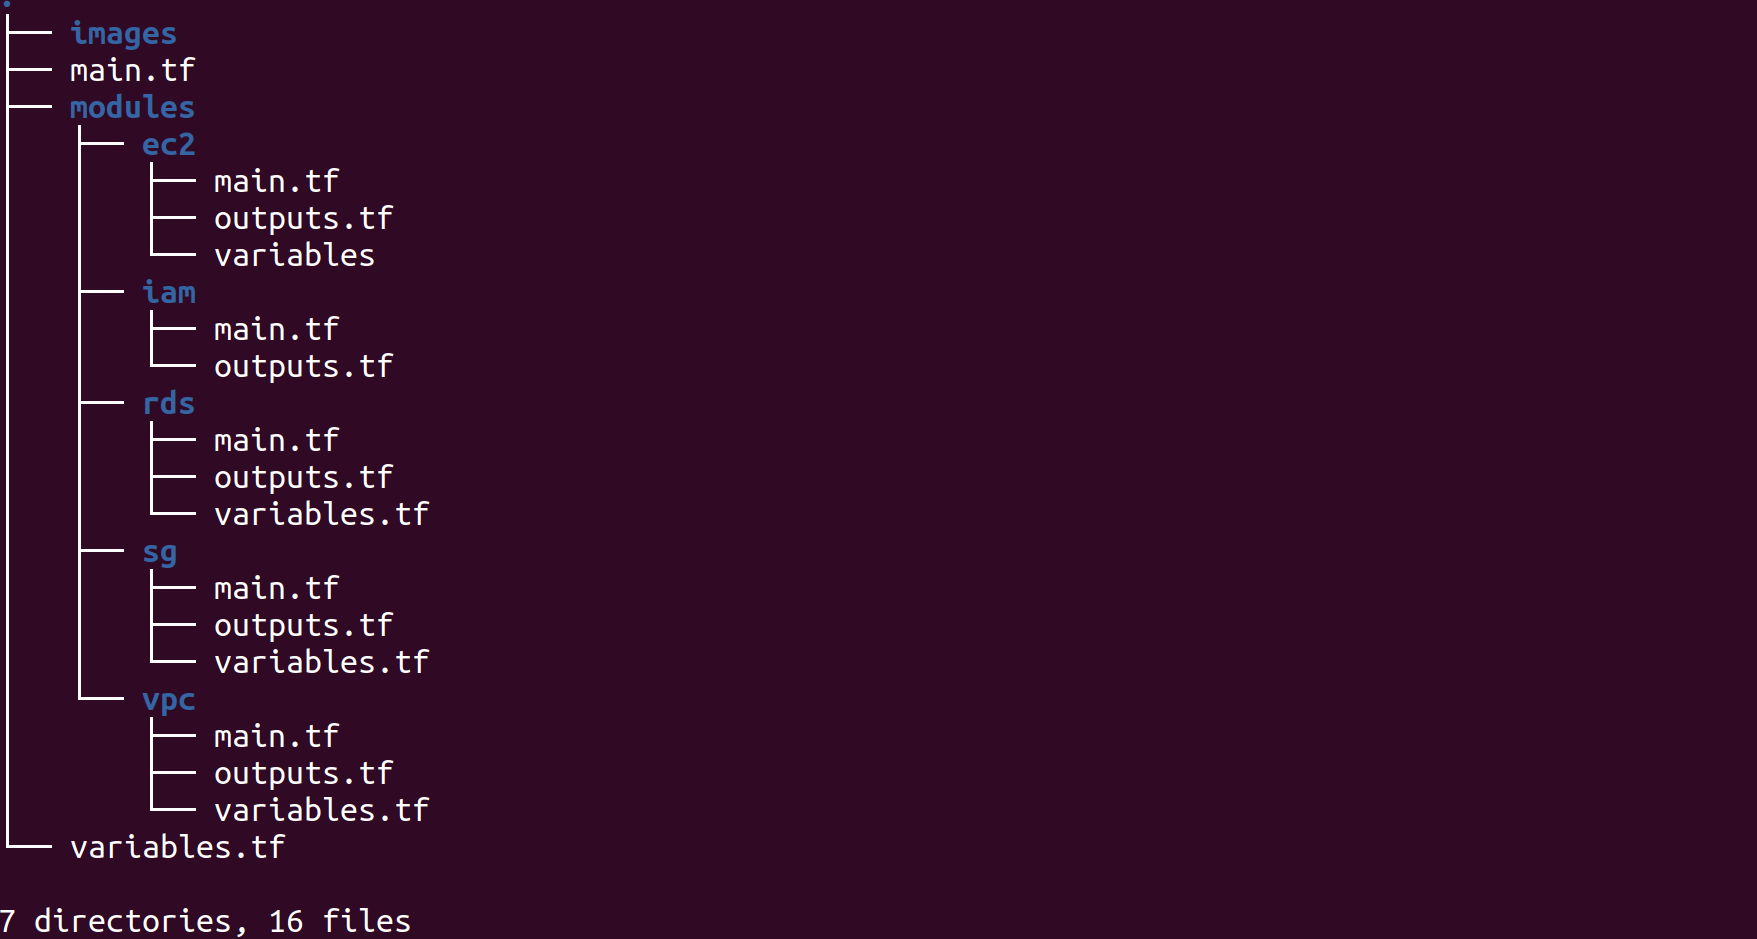 .
├── images
├── main.tf
├── modules
│   ├── ec2
│   │   ├── main.tf
│   │   ├── outputs.tf
│   │   └── variables
│   ├── iam
│   │   ├── main.tf
│   │   └── outputs.tf
│   ├── rds
│   │   ├── main.tf
│   │   ├── outputs.tf
│   │   └── variables.tf
│   ├── sg
│   │   ├── main.tf
│   │   ├── outputs.tf
│   │   └── variables.tf
│   └── vpc
│       ├── main.tf
│       ├── outputs.tf
│       └── variables.tf
└── variables.tf

7 directories, 16 files